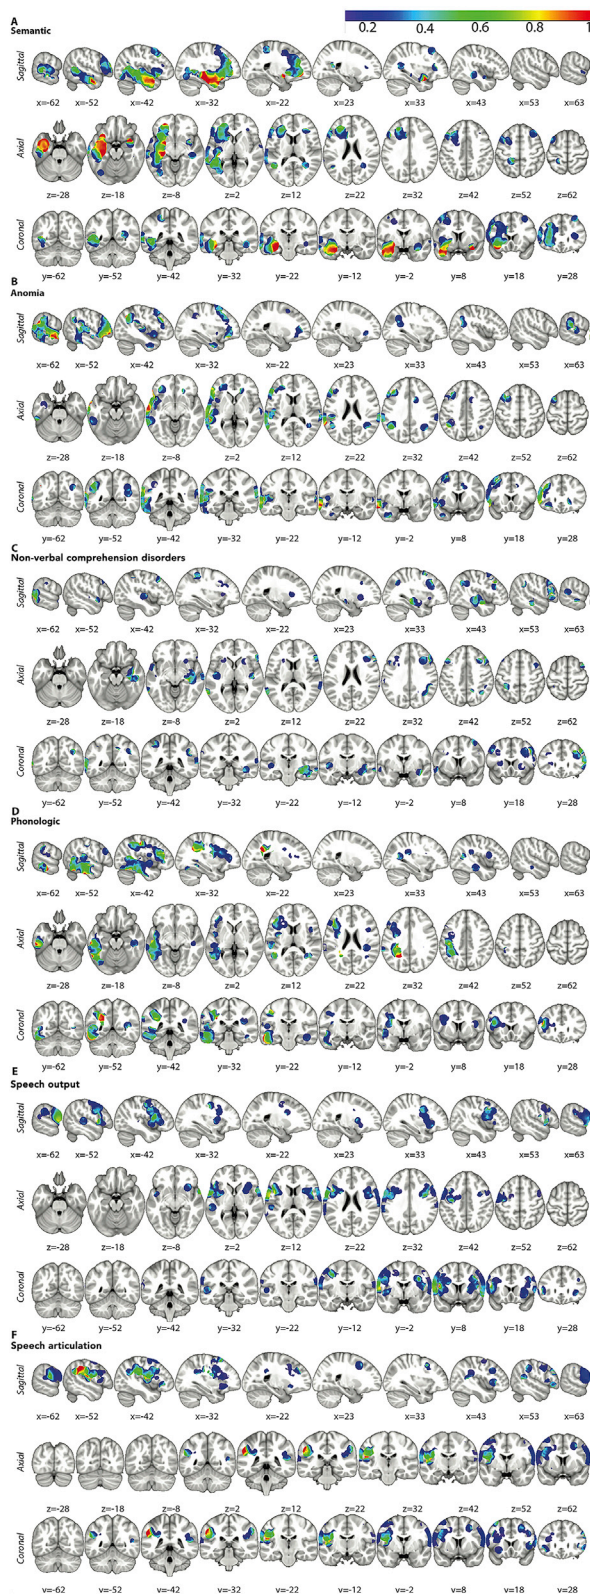 0.2 0.4 0.6 0.8 1
A
Semantic
Sagittal
x=-62 x=-52 x=-42 x=-32 x=-22 x=23 x=33 x=43 x=53 x=63
Axial
z=-28 z=-18 z=-8 z=2 z=12 z=22 z=32 z=42 z=52 z=62
Coronal
y=-62 y=-52 y=-42 y=-32 y=-22 y=-12 y=-2 y=8 y=18 y=28
B
Anomia
Sagittal
x=-62 x=-52 x=-42 x=-32 x=-22 x=23 x=33 x=43 x=53 x=63
Axial
z=-28 z=-18 z=-8 z=2 z=12 z=22 z=32 z=42 z=52 z=62
Coronal
y=-62 y=-52 y=-42 y=-32 y=-22 y=-12 y=-2 y=8 y=18 y=28
C
Non-verbal comprehension disorders
Sagittal
x=-62 x=-52 x=-42 x=-32 x=-22 x=23 x=33 x=43 x=53 x=63
Axial
z=-28 z=-18 z=-8 z=2 z=12 z=22 z=32 z=42 z=52 z=62
Coronal
y=-62 y=-52 y=-42 y=-32 y=-22 y=-12 y=-2 y=8 y=18 y=28
D
Phonologic
Sagittal
x=-62 x=-52 x=-42 x=-32 x=-22 x=23 x=33 x=43 x=53 x=63
Axial
z=-28 z=-18 z=-8 z=2 z=12 z=22 z=32 z=42 z=52 z=62
Coronal
y=-62 y=-52 y=-42 y=-32 y=-22 y=-12 y=-2 y=8 y=18 y=28
E
Speech output
Sagittal
x=-62 x=-52 x=-42 x=-32 x=-22 x=23 x=33 x=43 x=53 x=63
Axial
z=-28 z=-18 z=-8 z=2 z=12 z=22 z=32 z=42 z=52 z=62
Coronal
y=-62 y=-52 y=-42 y=-32 y=-22 y=-12 y=-2 y=8 y=18 y=28
F
Speech articulation
Sagittal
x=-62 x=-52 x=-42 x=-32 x=-22 x=23 x=33 x=43 x=53 x=63
Axial
z=-28 z=-18 z=-8 z=2 z=12 z=22 z=32 z=42 z=52 z=62
Coronal
y=-62 y=-52 y=-42 y=-32 y=-22 y=-12 y=-2 y=8 y=18 y=28